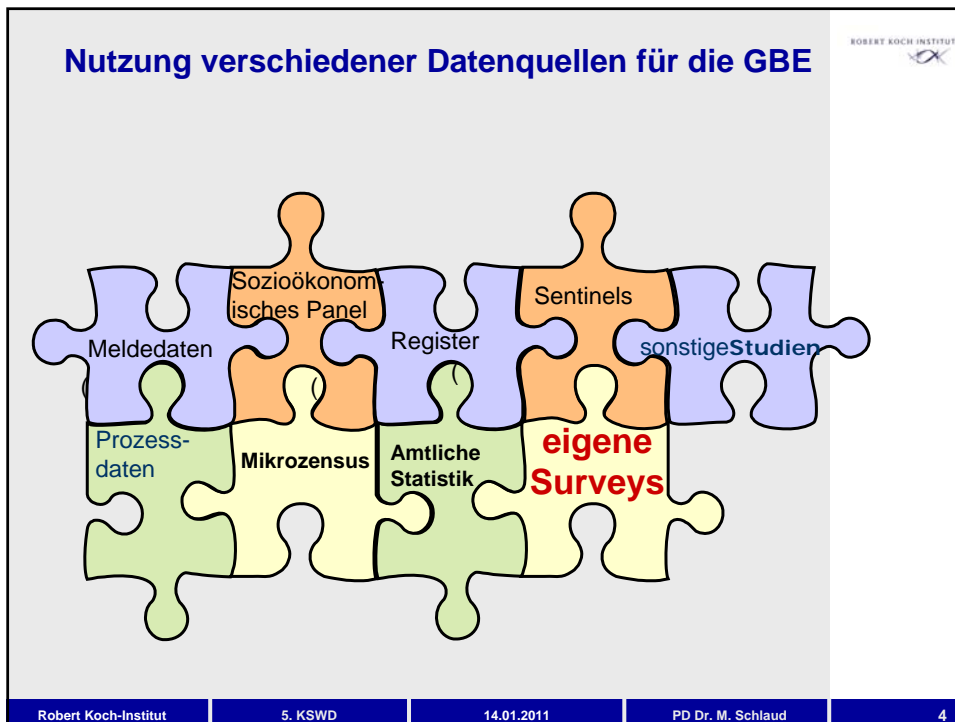 Nutzung verschiedener Datenquellen für die GBE
ROBERT KOCH INSTITUT
Sozioökonom-
isches Panel
Sentinels
Meldedaten
Register
sonstigeStudien
(
(
(
Prozess-
daten
Mikrozensus
Amtliche
Statistik
eigene
Surveys
Robert Koch-Institut
5. KSWD
14.01.2011
PD Dr. M. Schlaud
4